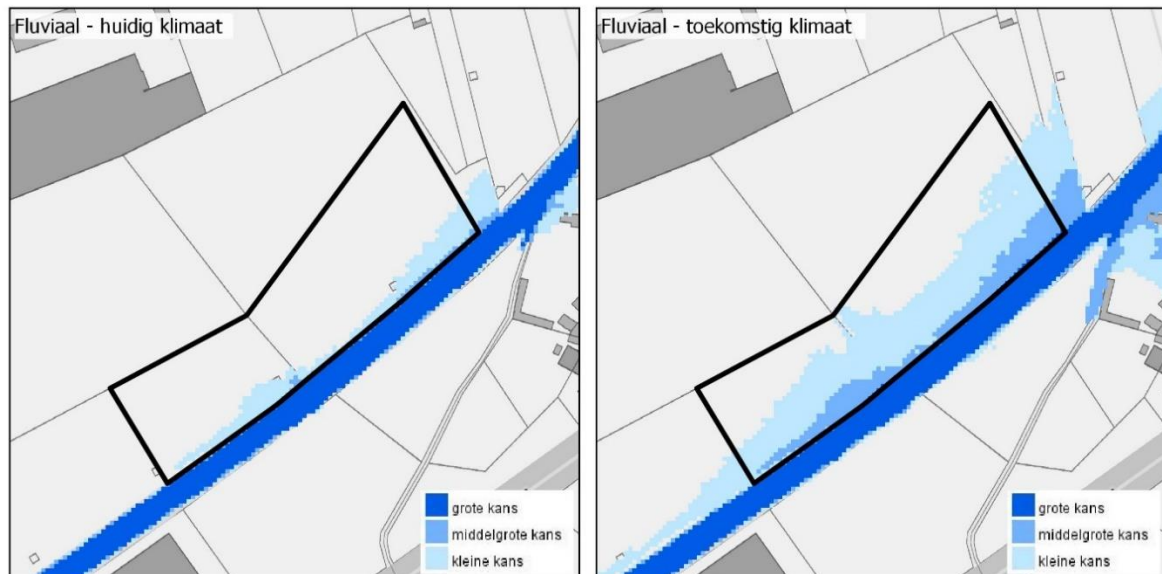 Fluviaal - huidig klimaat
grote kans
middelgrote kans
kleine kans
Fluviaal - toekomstig klimaat
grote kans
middelgrote kans
kleine kans